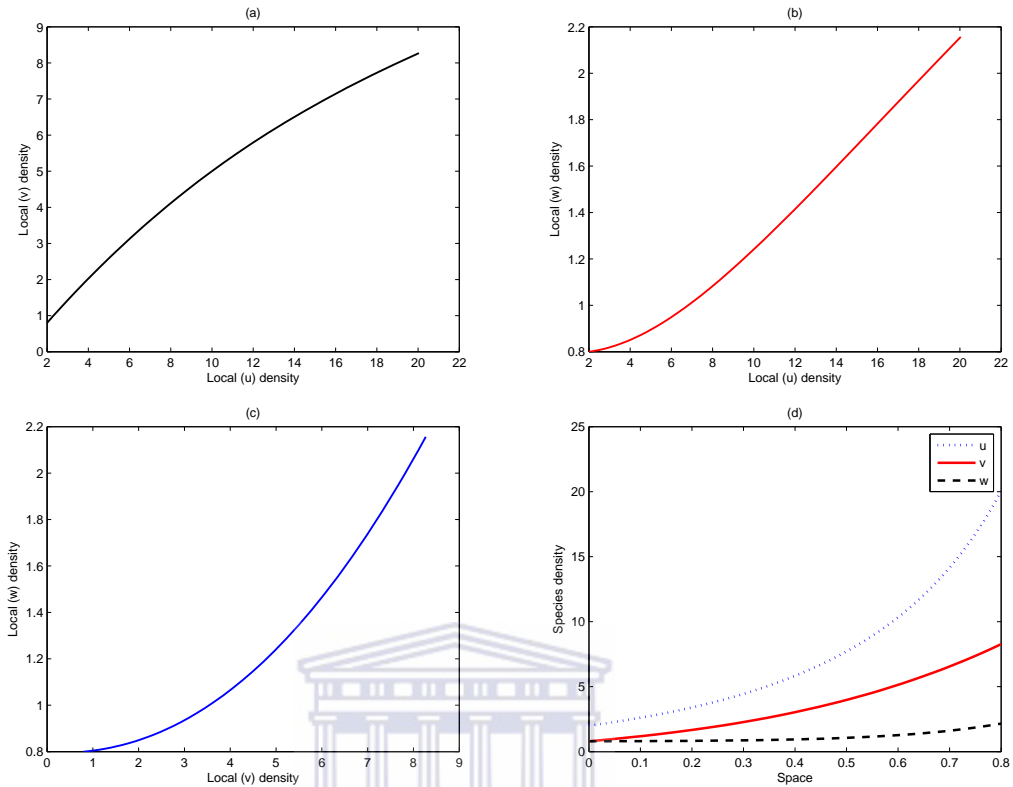 (a)
9
8
7
6
5
4
3
2
1
0
2 4 6 8 10 12 14 16 18 20 22
Local (v) density
Local (u) density
(b)
2.2
2
1.8
1.6
1.4
1.2
1
0.8
2 4 6 8 10 12 14 16 18 20 22
Local (w) density
Local (u) density
(c)
2.2
2
1.8
1.6
1.4
1.2
1
0.8
0 1 2 3 4 5 6 7 8 9
Local (w) density
Local (v) density
(d)
25
20
15
10
5
0
0 0.1 0.2 0.3 0.4 0.5 0.6 0.7 0.8
Species density
Space
u
v
w